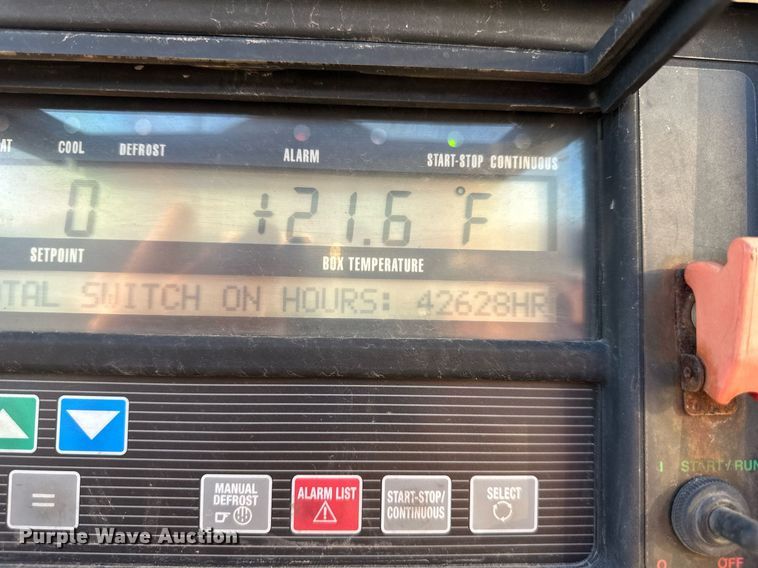 COOL DEFROST ALARM START-STOP CONTINUOUS
0 +21.6 °F
SETPOINT BOX TEMPERATURE
SWITCH ON HOURS: 42628HR
=
MANUAL DEFROST
ALARM LIST
START-STOP/ CONTINUOUS
SELECT
I START/RUN
O OFF
Purple Wave Auction